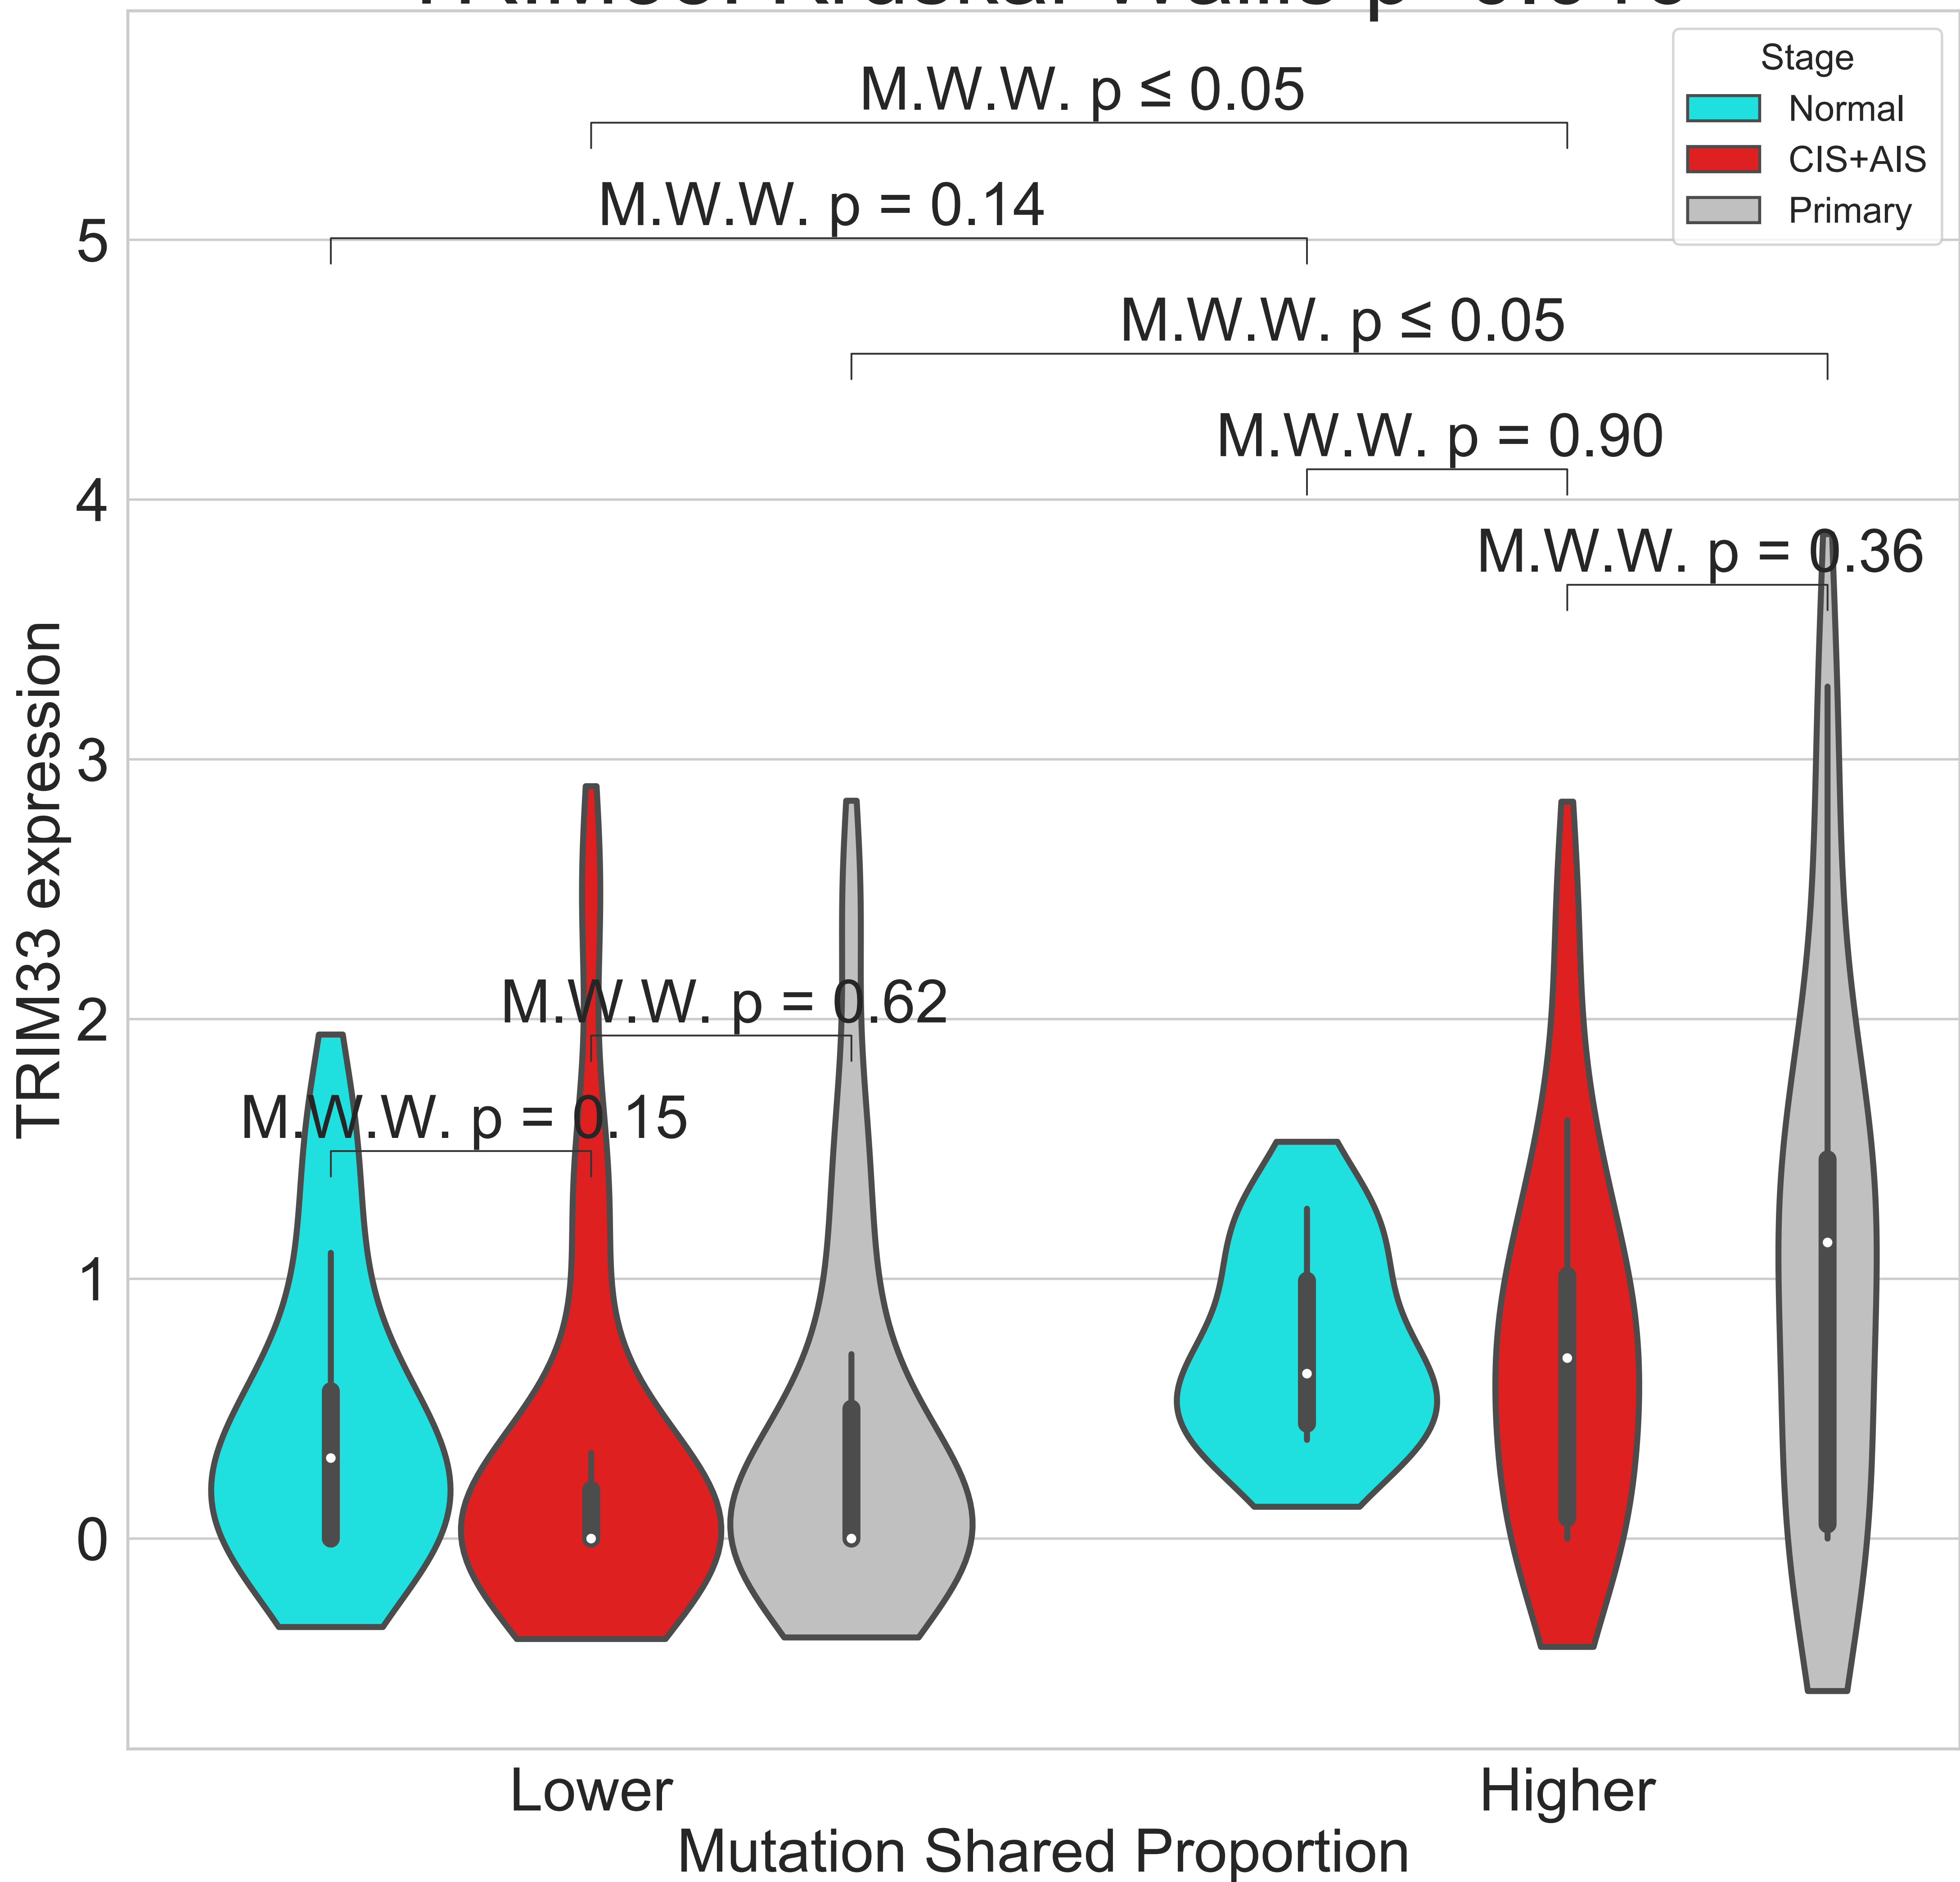 M.W.W. p ≤ 0.05
M.W.W. p = 0.14
M.W.W. p ≤ 0.05
M.W.W. p = 0.90
M.W.W. p = 0.36
M.W.W. p = 0.62
M.W.W. p = 0.15
Stage
Normal
CIS+AIS
Primary
TRIM33 expression
5
4
3
2
1
0
Lower
Higher
Mutation Shared Proportion